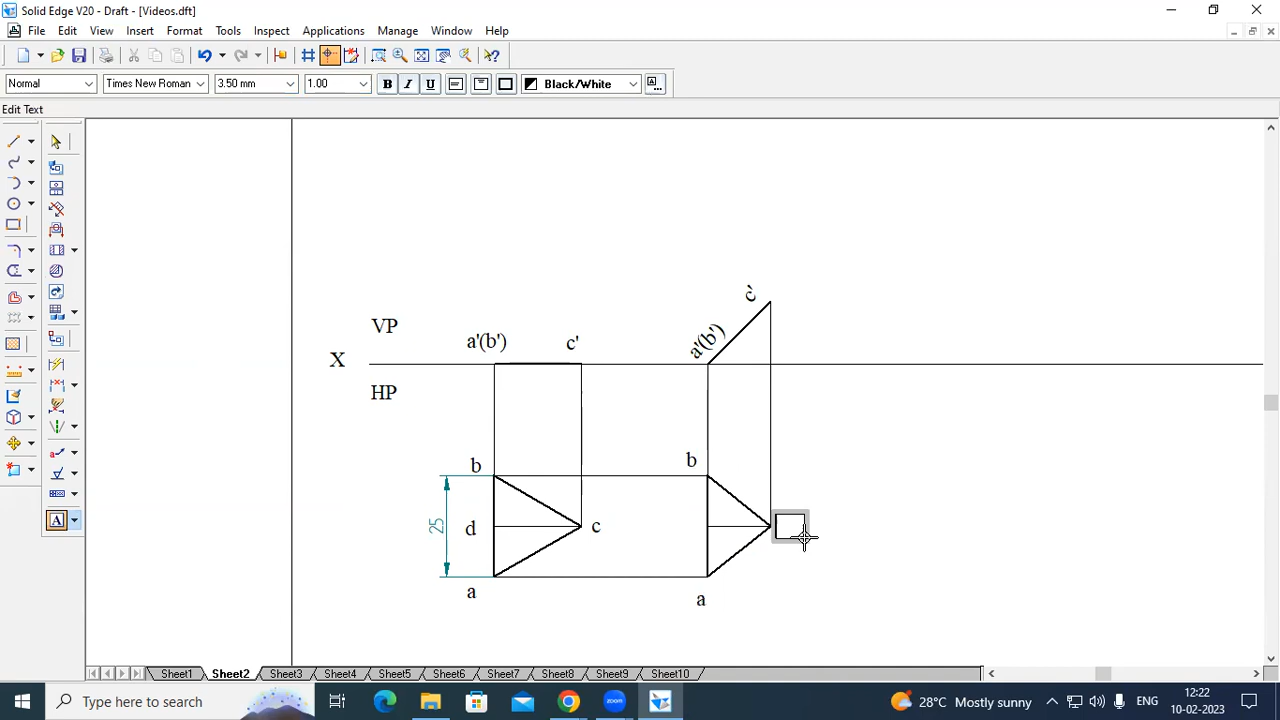 Solid Edge V20 - Draft - [Videos.dft]
File Edit View Insert Format Tools Inspect Applications Manage Window Help
Normal Times New Roman 3.50 mm 1.00 B I U Black/White
Edit Text
c'
VP
a'(b') c' a'(b')
X
HP
b b
25 d c
a a
Sheet1 Sheet2 Sheet3 Sheet4 Sheet5 Sheet6 Sheet7 Sheet8 Sheet9 Sheet10
Type here to search zoom 28°C Mostly sunny ENG 12:22
10-02-2023